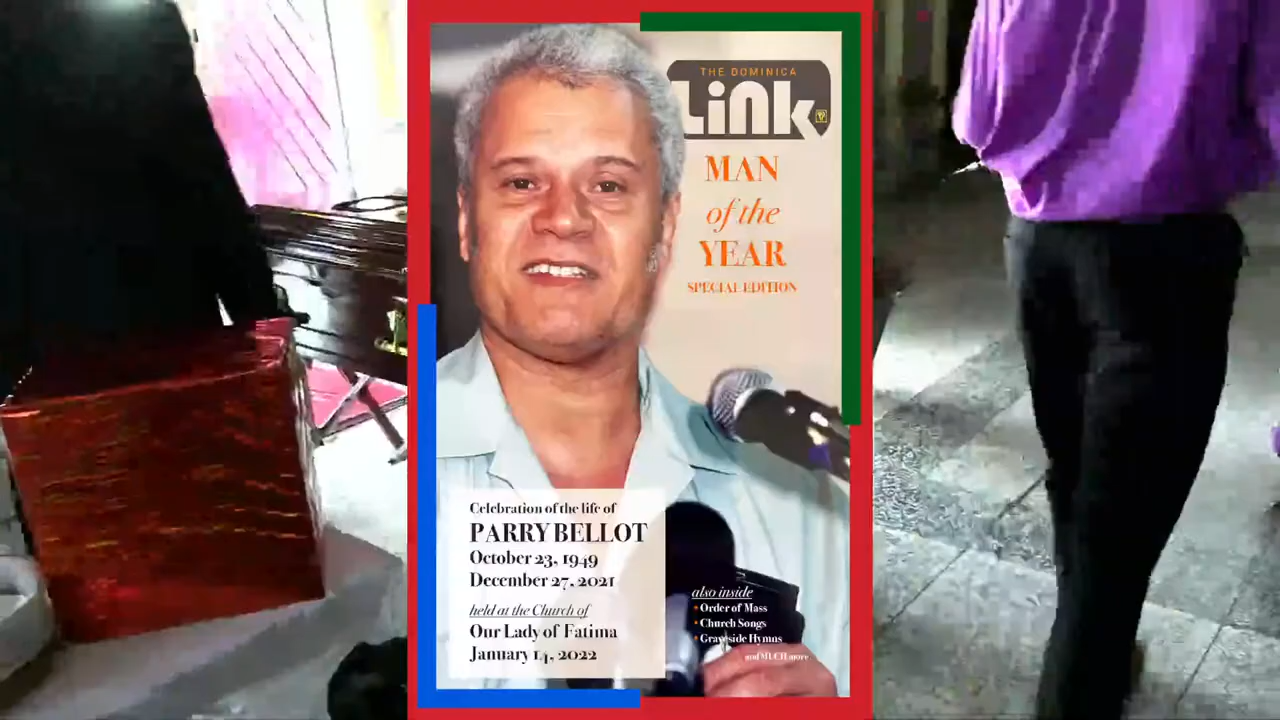 THE DOMINICA
Link
MAN
of the
YEAR
SPECIAL EDITION
Celebration of the life of
PARRY BELLOT
October 23, 1949
December 27, 2021
held at the Church of
Our Lady of Fatima
January 14, 2022
also inside
Order of Mass
Church Songs
Graveside Hymns
and MUCH more